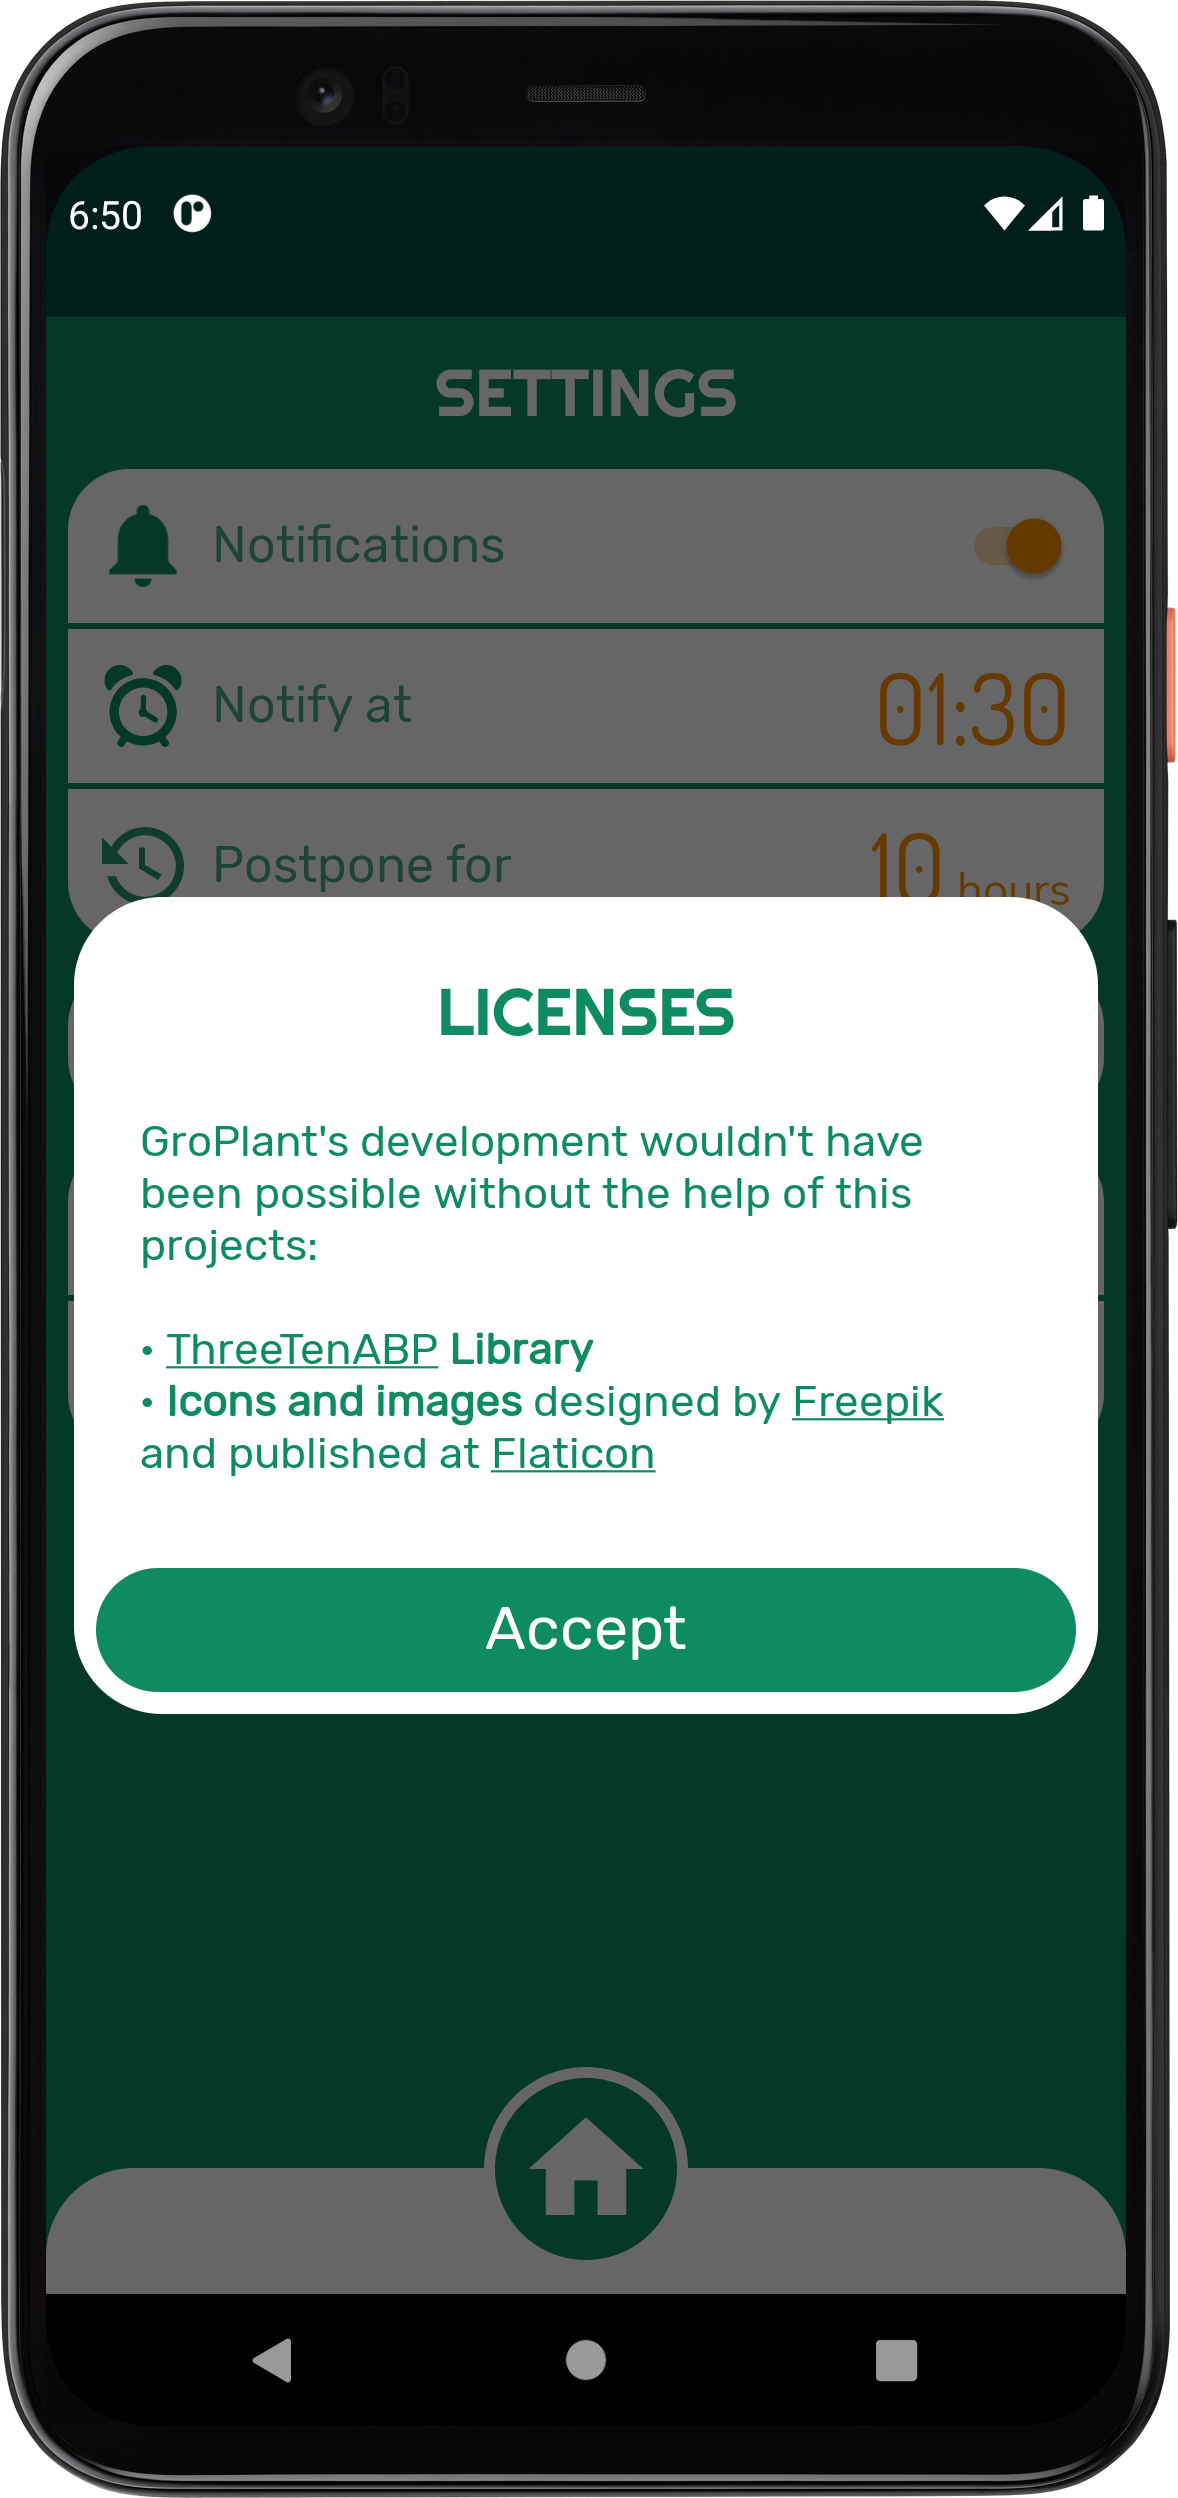 6:50
SETTINGS
Notifications
Notify at
01:30
Postpone for
10 hours
LICENSES
GroPlant's development wouldn't have
been possible without the help of this
projects:
• ThreeTenABP Library
• Icons and images designed by Freepik
and published at Flaticon
Accept